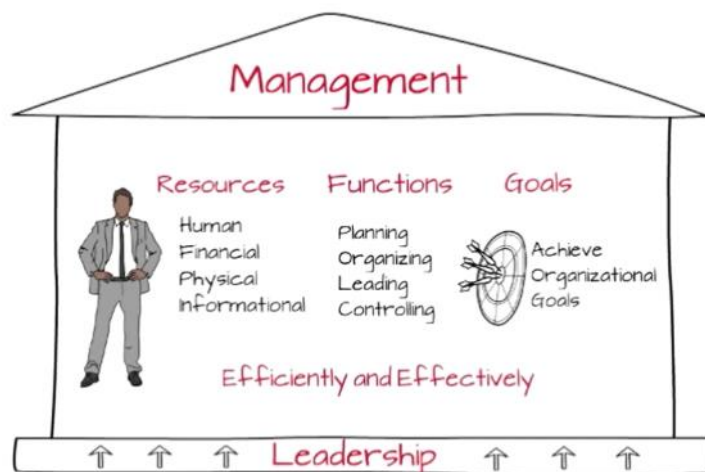 Management
Resources
Human
Financial
Physical
Informational
Functions
Planning
Organizing
Leading
Controlling
Goals
Achieve
Organizational
Goals
Efficiently and Effectively
Leadership